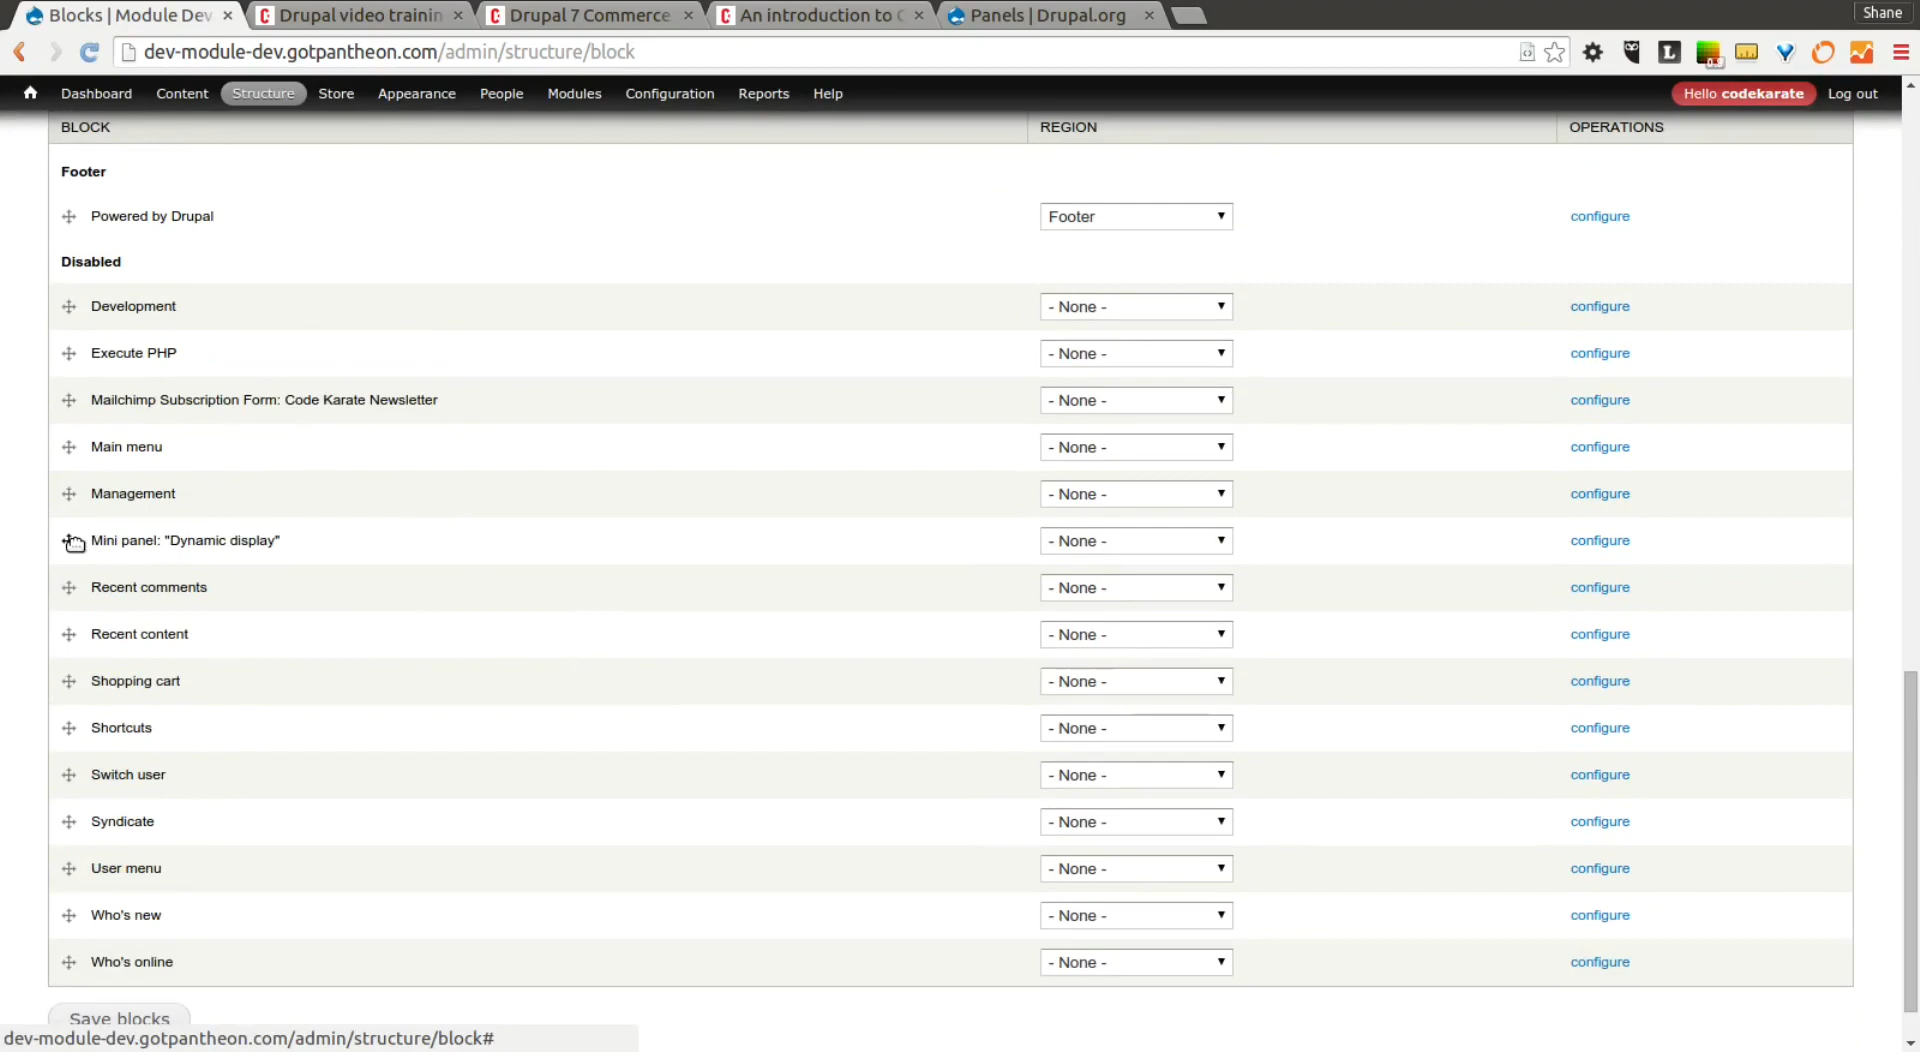 Blocks | Module Dev
Drupal video trainin
Drupal 7 Commerce
An introduction to C
Panels | Drupal.org
Shane
dev-module-dev.gotpantheon.com/admin/structure/block
L
Dashboard Content Structure Store Appearance People Modules Configuration Reports Help Hello codekarate Log out
BLOCK REGION OPERATIONS
Footer
Powered by Drupal Footer configure
Disabled
Development - None - configure
Execute PHP - None - configure
Mailchimp Subscription Form: Code Karate Newsletter - None - configure
Main menu - None - configure
Management - None - configure
Mini panel: "Dynamic display" - None - configure
Recent comments - None - configure
Recent content - None - configure
Shopping cart - None - configure
Shortcuts - None - configure
Switch user - None - configure
Syndicate - None - configure
User menu - None - configure
Who's new - None - configure
Who's online - None - configure
Save blocks
dev-module-dev.gotpantheon.com/admin/structure/block#